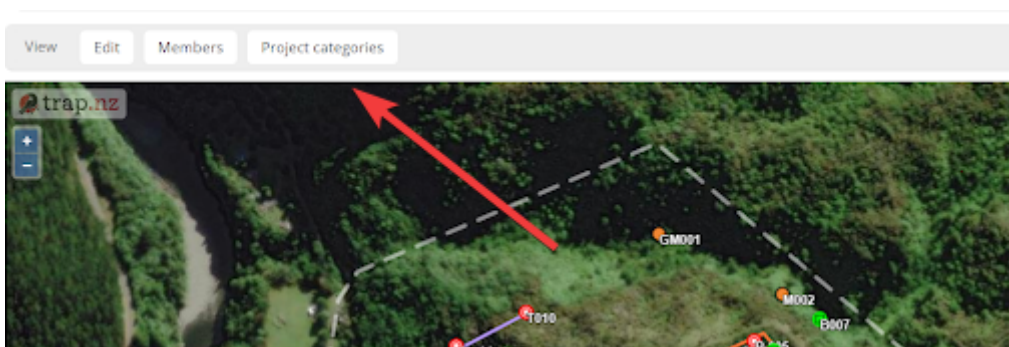 View Edit Members Project categories
trap.nz
+
-
GM001
M002
B007
T010